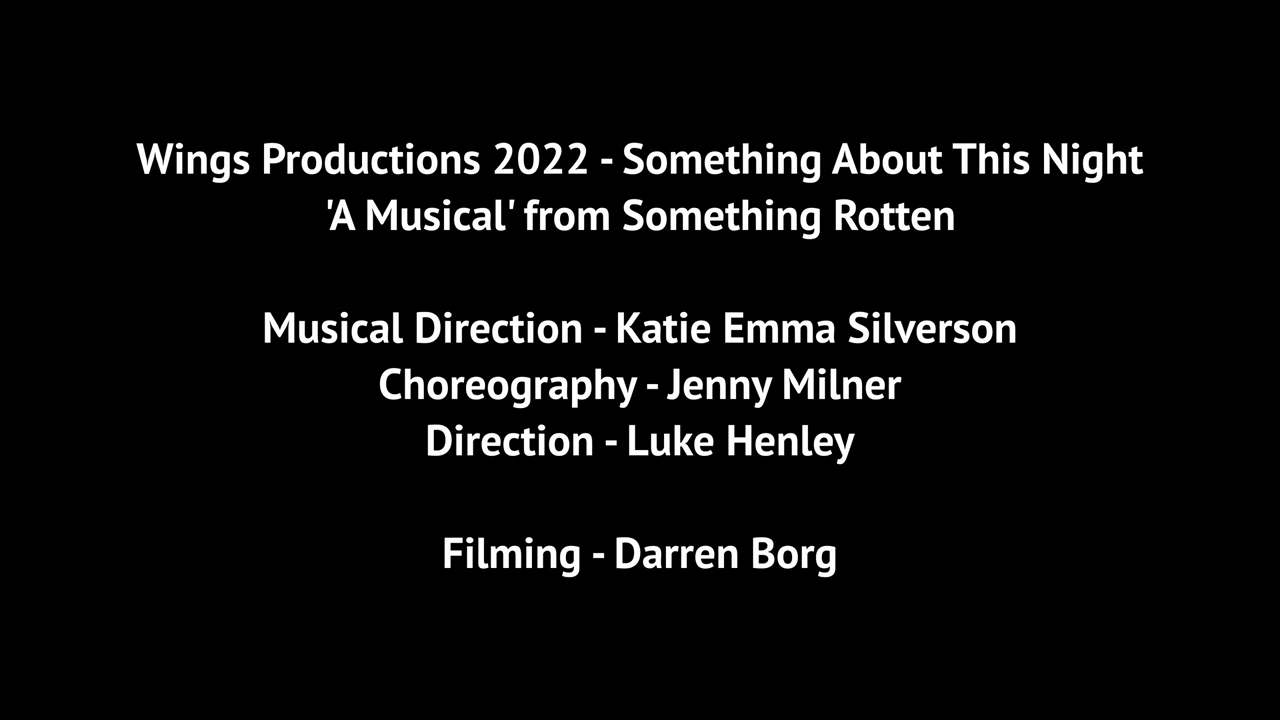 Wings Productions 2022 - Something About This Night
'A Musical' from Something Rotten
Musical Direction - Katie Emma Silverson
Choreography - Jenny Milner
Direction - Luke Henley
Filming - Darren Borg